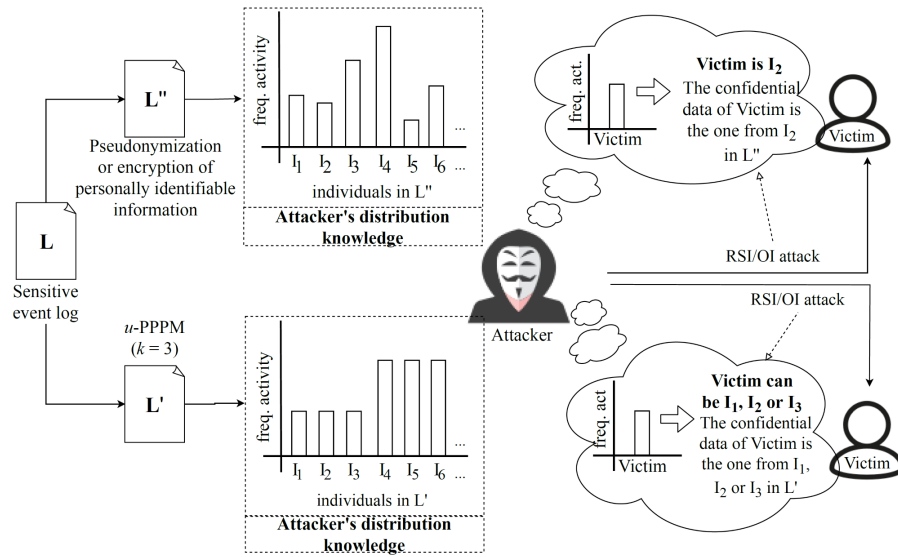 L"
Pseudonymization
or encryption of
personally identifiable
information
L
Sensitive
event log
u-PPPM
(k = 3)
L'
freq. activity
I1 I2 I3 I4 I5 I6 ...
...
individuals in L"
Attacker's distribution
knowledge
freq. activity
I1 I2 I3 I4 I5 I6 ...
...
individuals in L'
Attacker's distribution
knowledge
Attacker
freq. act.
Victim
Victim is I2
The confidential
data of Victim is
the one from I2
in L"
Victim
RSI/OI attack
RSI/OI attack
freq. act
Victim
Victim can
be I1, I2 or I3
The confidential
data of Victim is
the one from I1,
I2 or I3 in L'
Victim